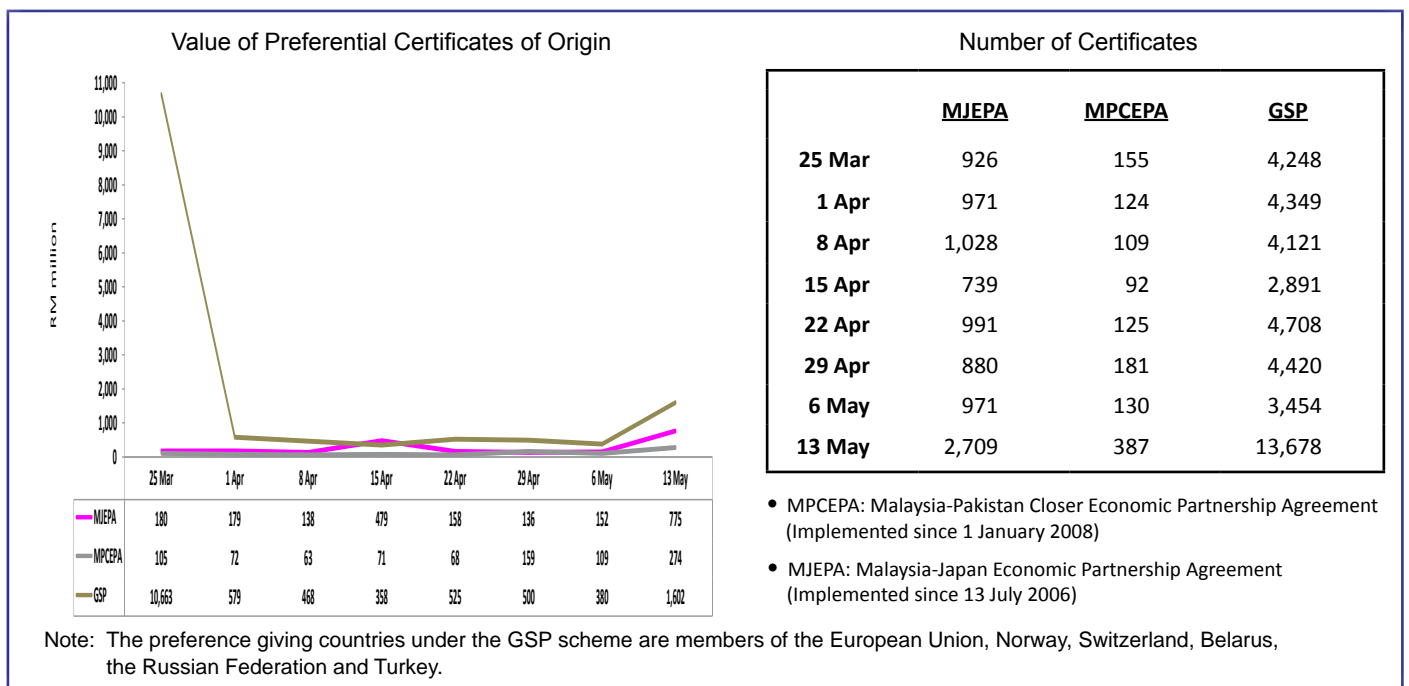 Value of Preferential Certificates of Origin
RM million
11,000
10,000
9,000
8,000
7,000
6,000
5,000
4,000
3,000
2,000
1,000
0
25 Mar 1 Apr 8 Apr 15 Apr 22 Apr 29 Apr 6 May 13 May
MJEPA 180 179 138 479 158 136 152 775
MPCEPA 105 72 63 71 68 159 109 274
GSP 10,663 579 468 358 525 500 380 1,602
Number of Certificates
MJEPA MPCEPA GSP
25 Mar 926 155 4,248
1 Apr 971 124 4,349
8 Apr 1,028 109 4,121
15 Apr 739 92 2,891
22 Apr 991 125 4,708
29 Apr 880 181 4,420
6 May 971 130 3,454
13 May 2,709 387 13,678
• MPCEPA: Malaysia-Pakistan Closer Economic Partnership Agreement
(Implemented since 1 January 2008)
• MJEPA: Malaysia-Japan Economic Partnership Agreement
(Implemented since 13 July 2006)
Note: The preference giving countries under the GSP scheme are members of the European Union, Norway, Switzerland, Belarus,
the Russian Federation and Turkey.